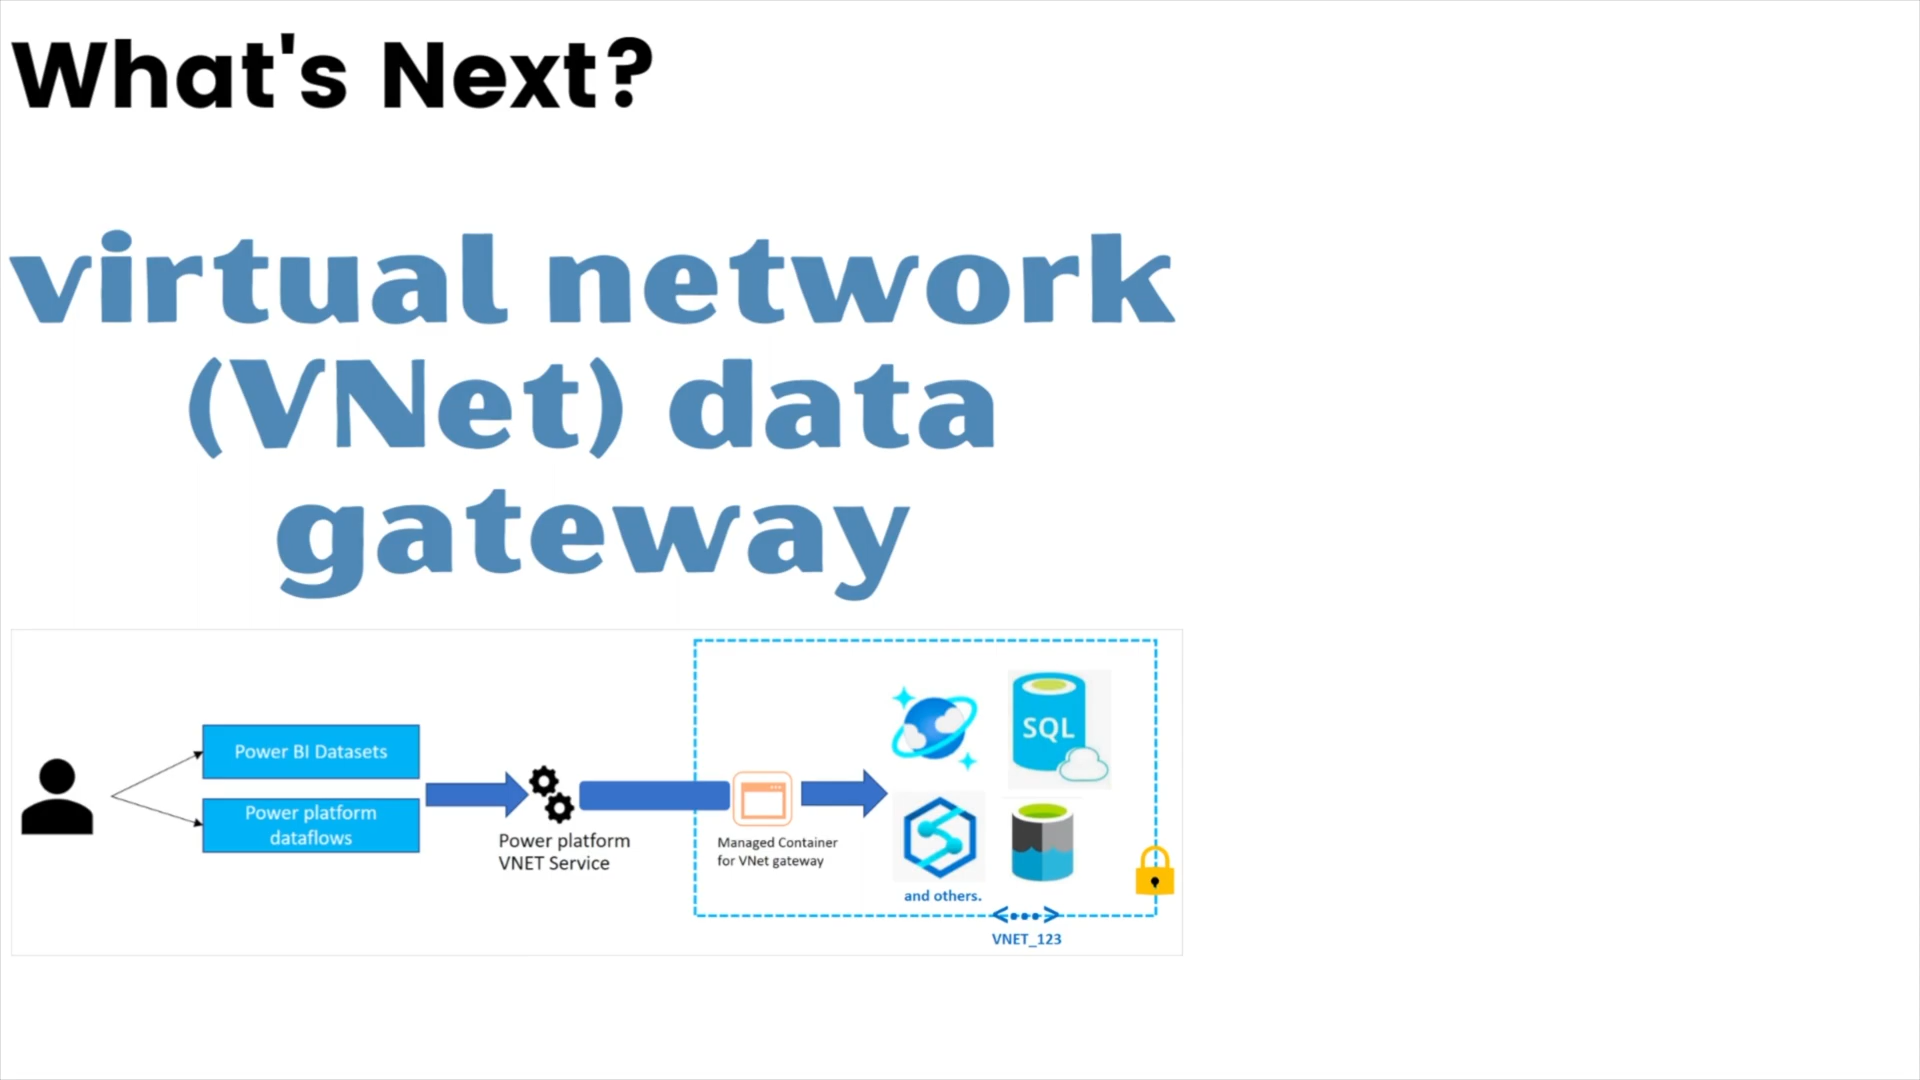 What's Next?
virtual network
(VNet) data
gateway
Power BI Datasets
Power platform
dataflows
Power platform
VNET Service
Managed Container
for VNet gateway
SQL
and others.
VNET_123